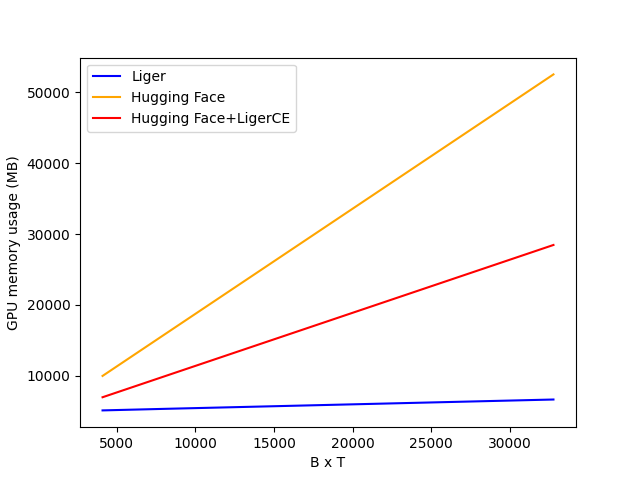 Liger
Hugging Face
Hugging Face+LigerCE
GPU memory usage (MB)
50000
40000
30000
20000
10000
5000 10000 15000 20000 25000 30000
B x T